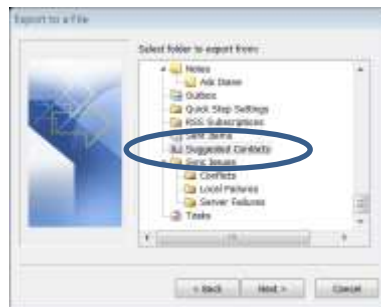 Export to a File
Select folder to export from:
Notes
Ask Diane
Outbox
Quick Step Settings
RSS Subscriptions
Sent Items
Suggested Contacts
Sync Issues
Conflicts
Local Failures
Server Failures
Tasks
< Back Next > Cancel